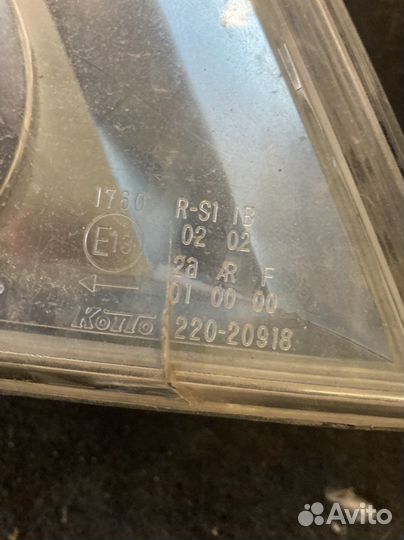 1760 R-S1 1B
E13 02 02
2a AR F
01 00 00
KOITO 220-20918
Avito